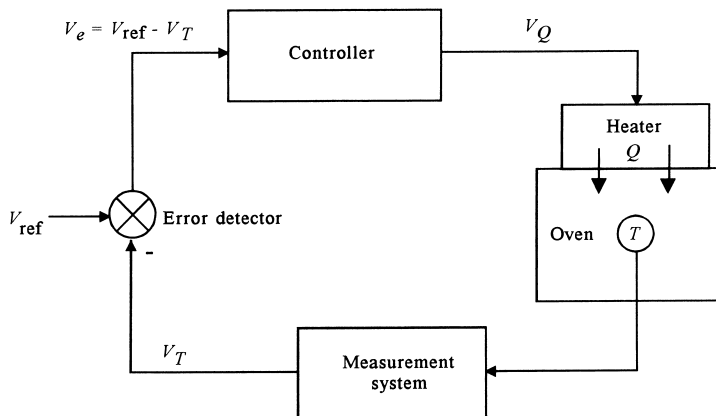 V_e = V_ref - V_T
Controller
V_Q
Heater
Q
V_ref
Error detector
-
Oven
T
V_T
Measurement
system